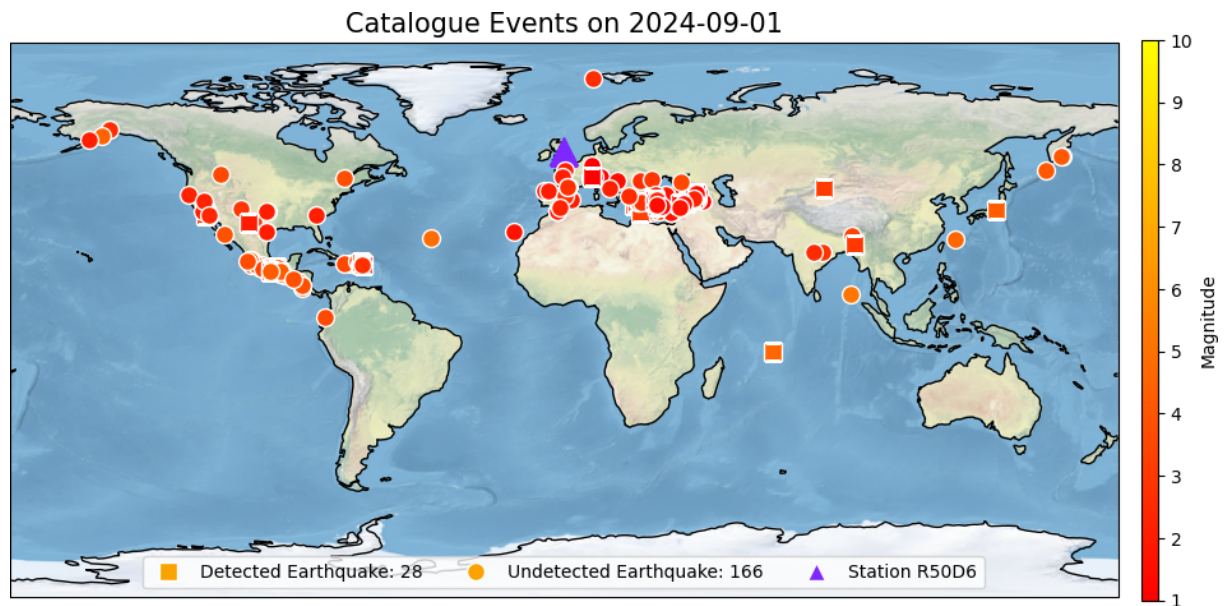 Catalogue Events on 2024-09-01
10
9
8
7
6
5
4
3
2
1
Magnitude
Detected Earthquake: 28
Undetected Earthquake: 166
Station R50D6